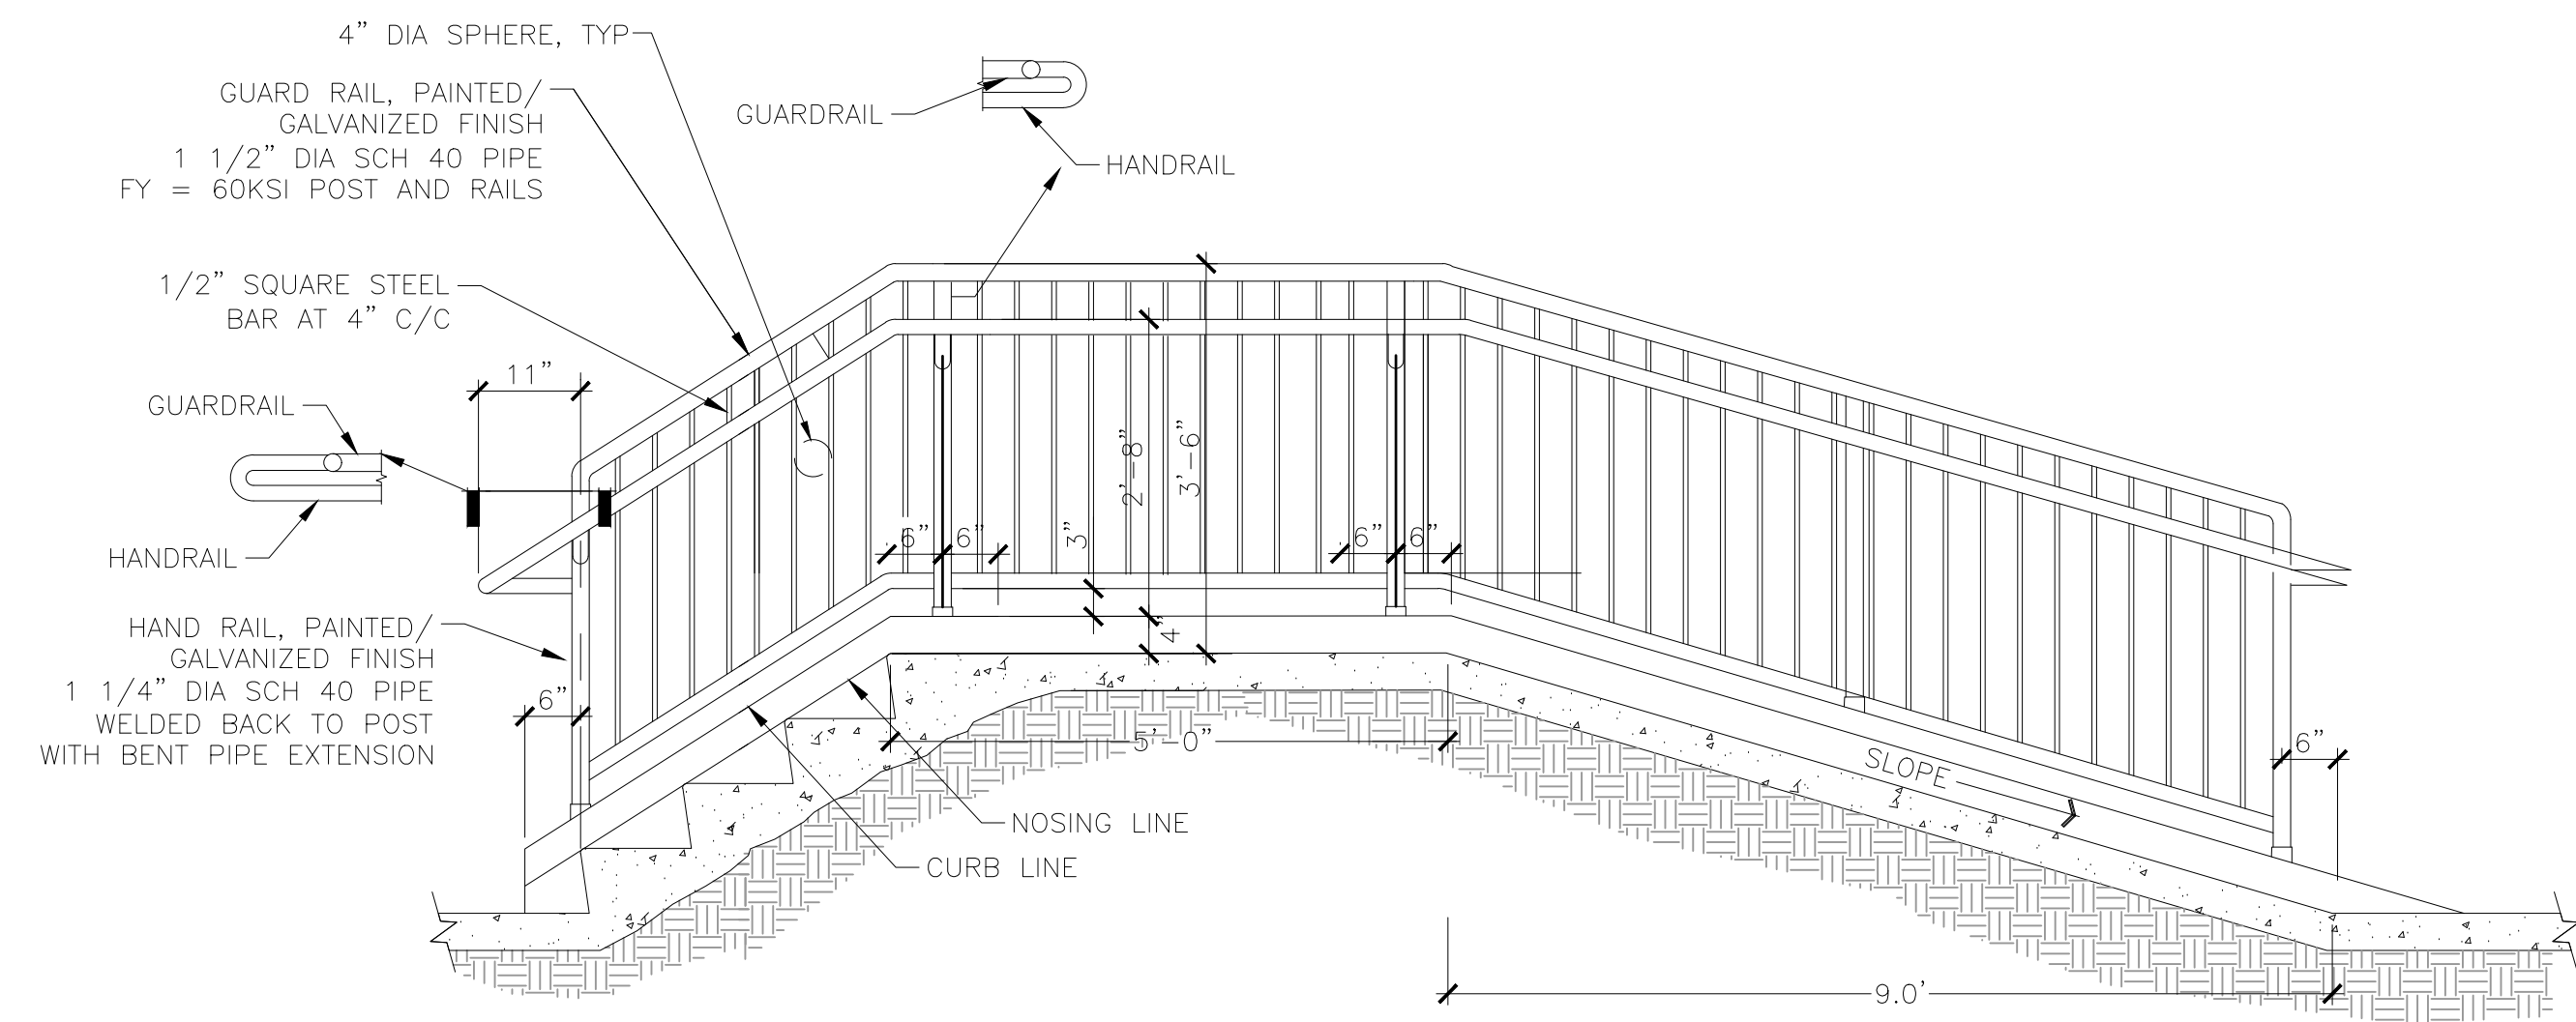 4” DIA SPHERE, TYP
GUARD RAIL, PAINTED/
GALVANIZED FINISH
1 1/2” DIA SCH 40 PIPE
FY = 60KSI POST AND RAILS
GUARDRAIL
HANDRAIL
1/2” SQUARE STEEL
BAR AT 4” C/C
11”
GUARDRAIL
HANDRAIL
2’-8”
3’-6”
6”
6”
3”
6”
6”
4”
HAND RAIL, PAINTED/
GALVANIZED FINISH
1 1/4” DIA SCH 40 PIPE
WELDED BACK TO POST
WITH BENT PIPE EXTENSION
6”
5’-0”
SLOPE
6”
NOSING LINE
CURB LINE
9.0’